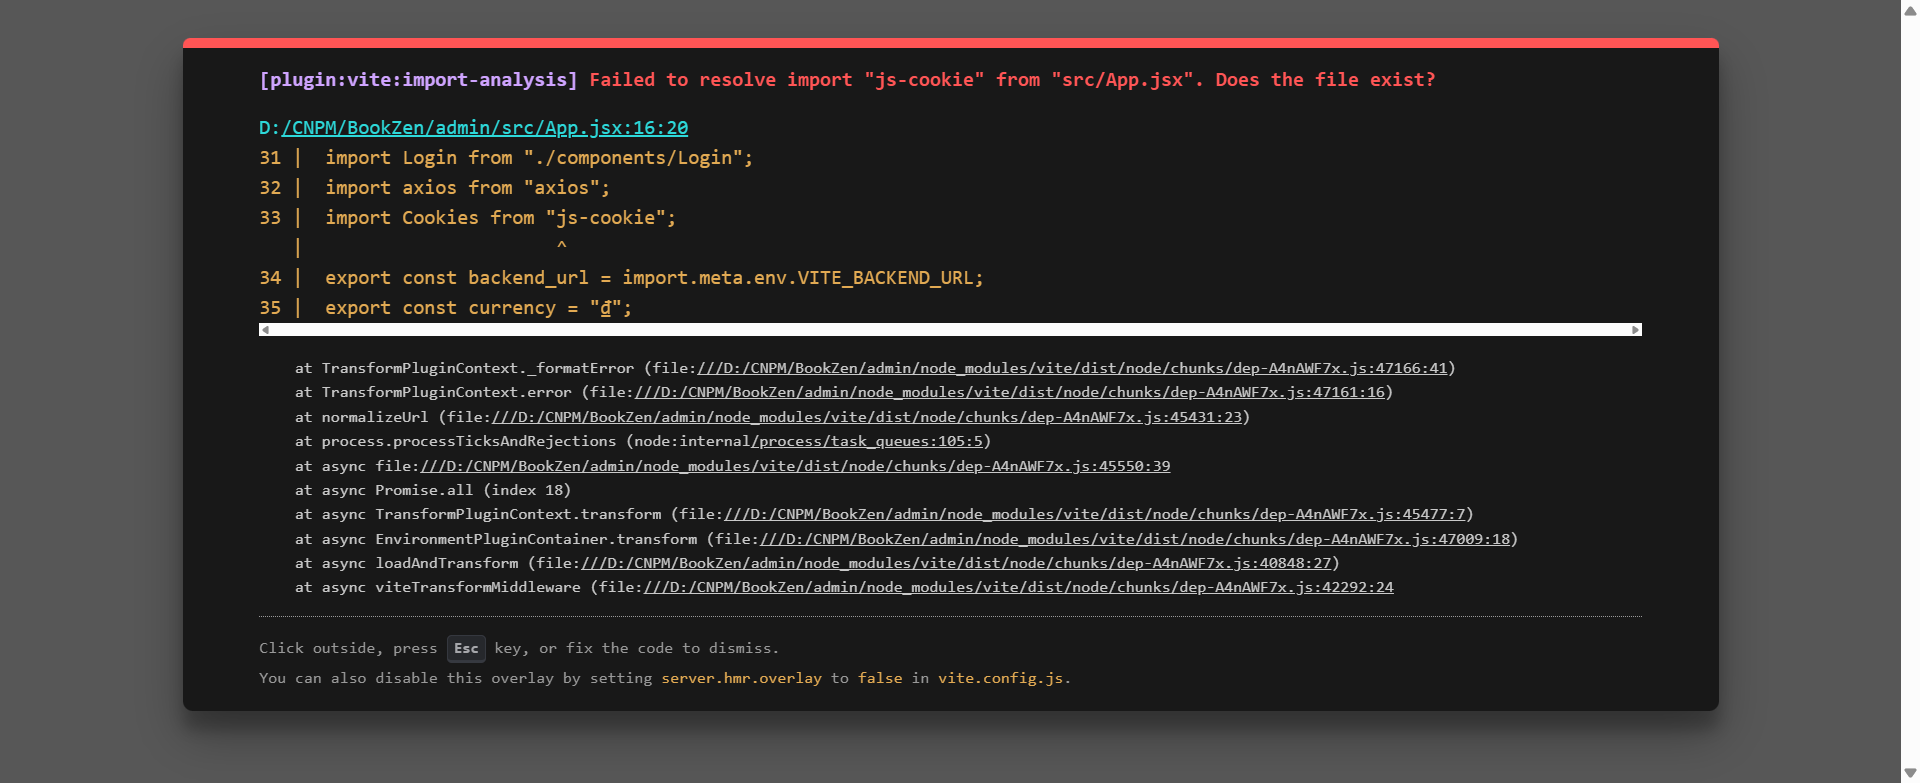 [plugin:vite:import-analysis] Failed to resolve import "js-cookie" from "src/App.jsx". Does the file exist?
D:/CNPM/BookZen/admin/src/App.jsx:16:20
31 |  import Login from "./components/Login";
32 |  import axios from "axios";
33 |  import Cookies from "js-cookie";
   |                       ^
34 |  export const backend_url = import.meta.env.VITE_BACKEND_URL;
35 |  export const currency = "₫";
at TransformPluginContext._formatError (file:///D:/CNPM/BookZen/admin/node_modules/vite/dist/node/chunks/dep-A4nAWF7x.js:47166:41)
at TransformPluginContext.error (file:///D:/CNPM/BookZen/admin/node_modules/vite/dist/node/chunks/dep-A4nAWF7x.js:47161:16)
at normalizeUrl (file:///D:/CNPM/BookZen/admin/node_modules/vite/dist/node/chunks/dep-A4nAWF7x.js:45431:23)
at process.processTicksAndRejections (node:internal/process/task_queues:105:5)
at async file:///D:/CNPM/BookZen/admin/node_modules/vite/dist/node/chunks/dep-A4nAWF7x.js:45550:39
at async Promise.all (index 18)
at async TransformPluginContext.transform (file:///D:/CNPM/BookZen/admin/node_modules/vite/dist/node/chunks/dep-A4nAWF7x.js:45477:7)
at async EnvironmentPluginContainer.transform (file:///D:/CNPM/BookZen/admin/node_modules/vite/dist/node/chunks/dep-A4nAWF7x.js:47009:18)
at async loadAndTransform (file:///D:/CNPM/BookZen/admin/node_modules/vite/dist/node/chunks/dep-A4nAWF7x.js:40848:27)
at async viteTransformMiddleware (file:///D:/CNPM/BookZen/admin/node_modules/vite/dist/node/chunks/dep-A4nAWF7x.js:42292:24
Click outside, press Esc key, or fix the code to dismiss.
You can also disable this overlay by setting server.hmr.overlay to false in vite.config.js.